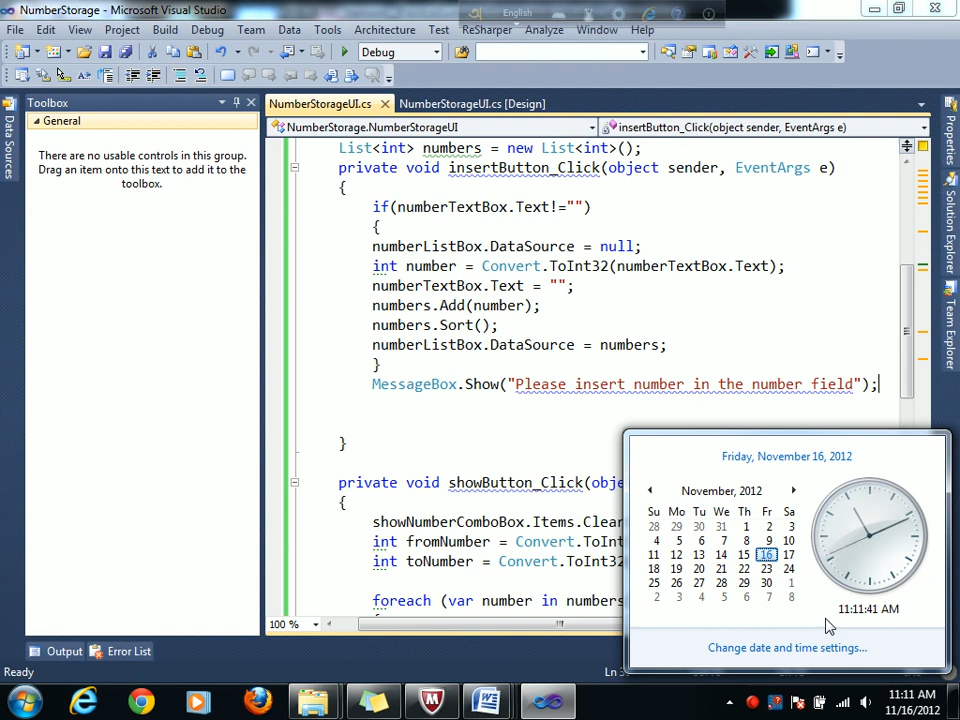 NumberStorage - Microsoft Visual Studio
English
File Edit View Project Build Debug Team Data Tools Architecture Test ReSharper Analyze Window Help
Debug
Toolbox
NumberStorageUI.cs NumberStorageUI.cs [Design]
General
NumberStorage.NumberStorageUI insertButton_Click(object sender, EventArgs e)
There are no usable controls in this group. Drag an item onto this text to add it to the toolbox.
Data Sources
Properties
Solution Explorer
Team Explorer
List<int> numbers = new List<int>();
private void insertButton_Click(object sender, EventArgs e)
{
if(numberTextBox.Text!="")
{
numberListBox.DataSource = null;
int number = Convert.ToInt32(numberTextBox.Text);
numberTextBox.Text = "";
numbers.Add(number);
numbers.Sort();
numberListBox.DataSource = numbers;
}
MessageBox.Show("Please insert number in the number field");
}
private void showButton_Click(obje
{
showNumberComboBox.Items.Clear
int fromNumber = Convert.ToInt
int toNumber = Convert.ToInt32
foreach (var number in numbers
100 %
Friday, November 16, 2012
November, 2012
Su Mo Tu We Th Fr Sa
28 29 30 31 1 2 3
4 5 6 7 8 9 10
11 12 13 14 15 16 17
18 19 20 21 22 23 24
25 26 27 28 29 30 1
2 3 4 5 6 7 8
11:11:41 AM
Change date and time settings...
Output Error List
Ready
11:11 AM
11/16/2012